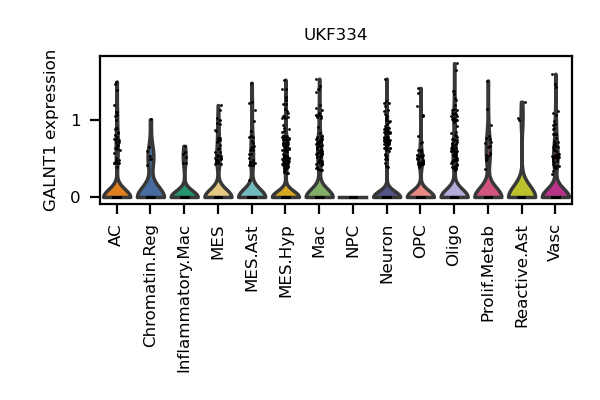 UKF334
GALNT1 expression
1
0
AC
Chromatin.Reg
Inflammatory.Mac
MES
MES.Ast
MES.Hyp
Mac
NPC
Neuron
OPC
Oligo
Prolif.Metab
Reactive.Ast
Vasc